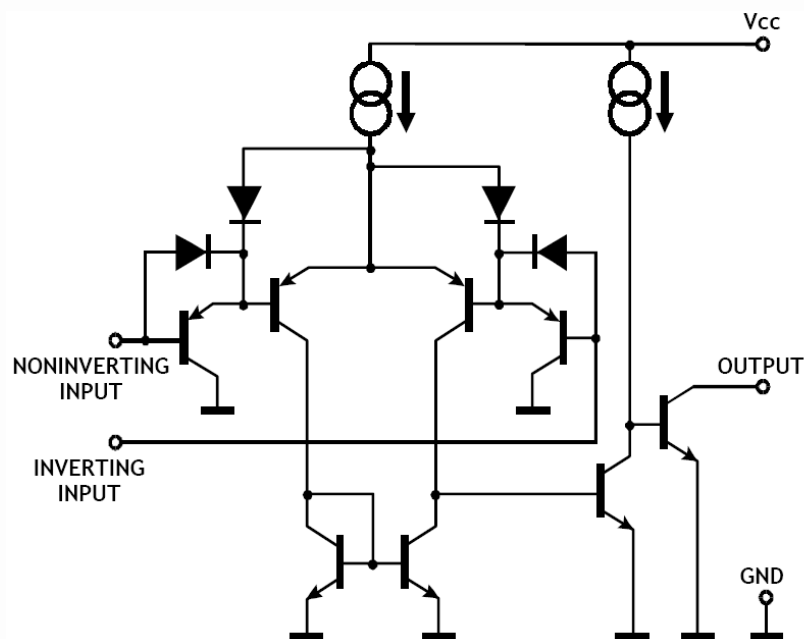 Vcc
NONINVERTING
INPUT
OUTPUT
INVERTING
INPUT
GND